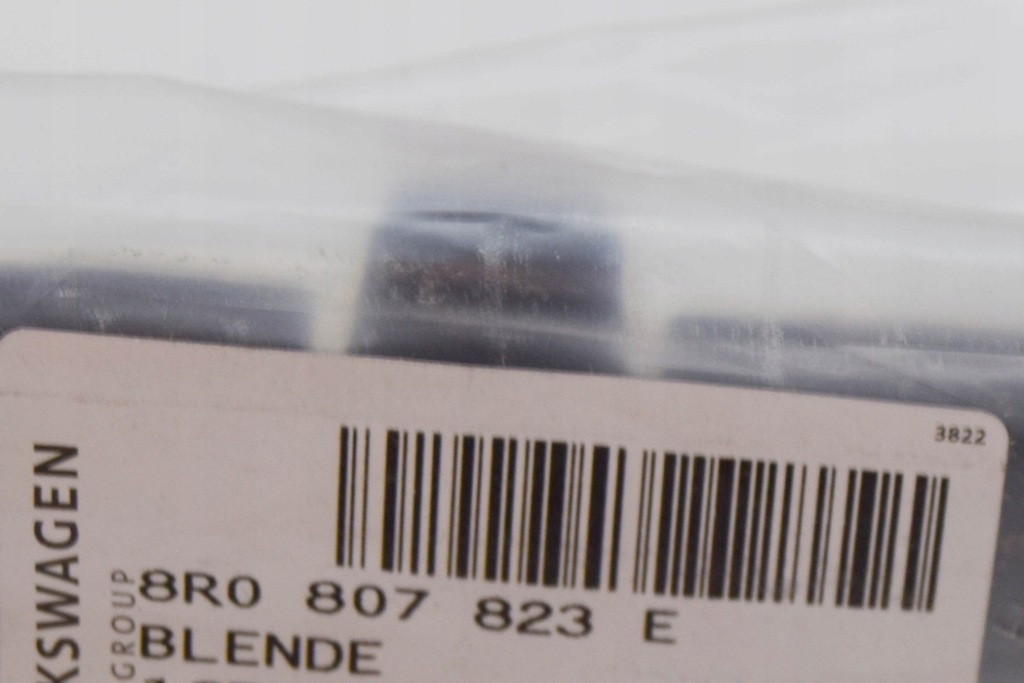 3822
KSWAGEN
GROUP
8R0 807 823 E
BLENDE